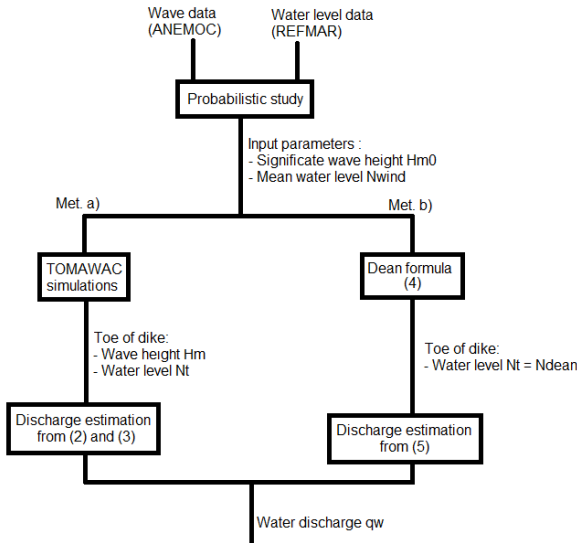 Wave data
(ANEMOC)
Water level data
(REFMAR)
Probabilistic study
Input parameters :
- Significate wave height Hm0
- Mean water level Nwind
Met. a)
Met. b)
TOMAWAC
simulations
Dean formula
(4)
Toe of dike:
- Wave height Hm
- Water level Nt
Toe of dike:
- Water level Nt = Ndean
Discharge estimation
from (2) and (3)
Discharge estimation
from (5)
Water discharge qw